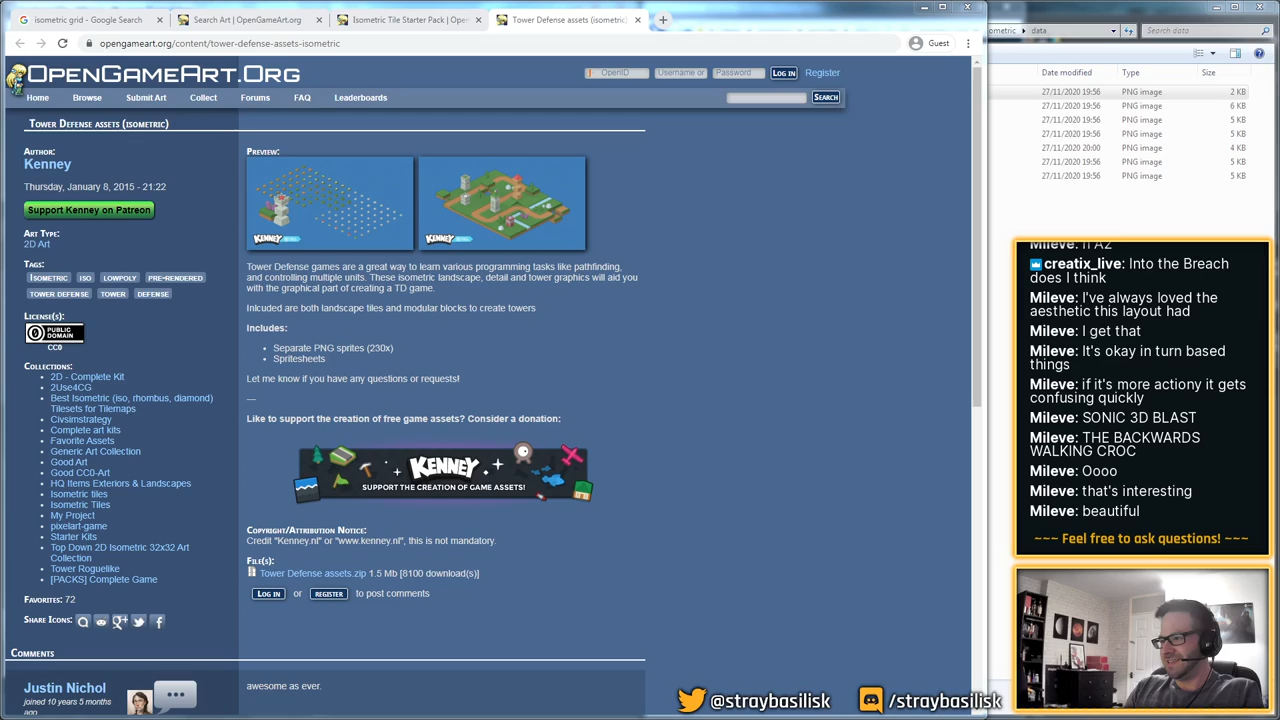 isometric grid - Google Search
Search Art | OpenGameArt.org
Isometric Tile Starter Pack | Open
Tower Defense assets (isometric)
opengameart.org/content/tower-defense-assets-isometric
Guest
OpenGameArt.Org
OpenID
Username or
Password
Log in
Register
Home
Browse
Submit Art
Collect
Forums
FAQ
Leaderboards
Search
Tower Defense assets (isometric)
Author:
Kenney
Thursday, January 8, 2015 - 21:22
Support Kenney on Patreon
Art Type:
2D Art
Tags:
Isometric
iso
lowpoly
pre-rendered
tower defense
tower
defense
License(s):
PUBLIC
DOMAIN
CC0
Collections:
2D - Complete Kit
2Use4CG
Best Isometric (iso, rhombus, diamond)
Tilesets for Tilemaps
Civsimstrategy
Complete art kits
Favorite Assets
Generic Art Collection
Good Art
Good CC0-Art
HQ Items Exteriors & Landscapes
Isometric tiles
Isometric Tiles
My Project
pixelart-game
Starter Kits
Top Down 2D Isometric 32x32 Art
Collection
Tower Roguelike
[PACKS] Complete Game
Favorites: 72
Share Icons:
Preview:
KENNEY
KENNEY
Tower Defense games are a great way to learn various programming tasks like pathfinding,
and controlling multiple units. These isometric landscape, detail and tower graphics will aid you
with the graphical part of creating a TD game.
Inlcuded are both landscape tiles and modular blocks to create towers
Includes:
Separate PNG sprites (230x)
Spritesheets
Let me know if you have any questions or requests!
—
Like to support the creation of free game assets? Consider a donation:
KENNEY
SUPPORT THE CREATION OF GAME ASSETS!
Copyright/Attribution Notice:
Credit "Kenney.nl" or "www.kenney.nl", this is not mandatory.
File(s):
Tower Defense assets.zip 1.5 Mb [8100 download(s)]
Log in or register to post comments
Comments
Justin Nichol
joined 10 years 5 months
ago
awesome as ever.
ometric
data
Search data
Date modified
Type
Size
27/11/2020 19:56 PNG image 2 KB
27/11/2020 19:56 PNG image 6 KB
27/11/2020 19:56 PNG image 5 KB
27/11/2020 19:56 PNG image 5 KB
27/11/2020 20:00 PNG image 4 KB
27/11/2020 19:56 PNG image 5 KB
27/11/2020 19:56 PNG image 5 KB
creatix_live: Into the Breach
does I think
Mileve: I've always loved the
aesthetic this layout had
Mileve: I get that
Mileve: It's okay in turn based
things
Mileve: if it's more actiony it gets
confusing quickly
Mileve: SONIC 3D BLAST
Mileve: THE BACKWARDS
WALKING CROC
Mileve: Oooo
Mileve: that's interesting
Mileve: beautiful
~~~ Feel free to ask questions! ~~~
@straybasilisk
/straybasilisk